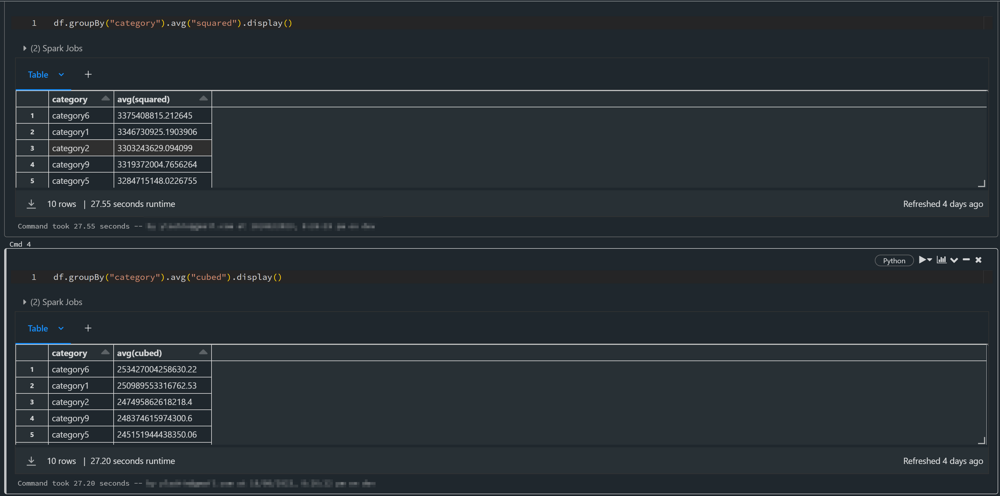 1 df.groupBy("category").avg("squared").display()
(2) Spark Jobs
Table +
category avg(squared)
1 category6 3375408815.212645
2 category1 3346730925.1903906
3 category2 3303243629.094099
4 category9 3319372004.7656264
5 category5 3284715148.0226755
10 rows | 27.55 seconds runtime Refreshed 4 days ago
Command took 27.55 seconds --
Cmd 4
Python
1 df.groupBy("category").avg("cubed").display()
(2) Spark Jobs
Table +
category avg(cubed)
1 category6 253427004258630.22
2 category1 250989553316762.53
3 category2 247495862618218.4
4 category9 248374615974300.6
5 category5 245151944438350.06
10 rows | 27.20 seconds runtime Refreshed 4 days ago
Command took 27.20 seconds --